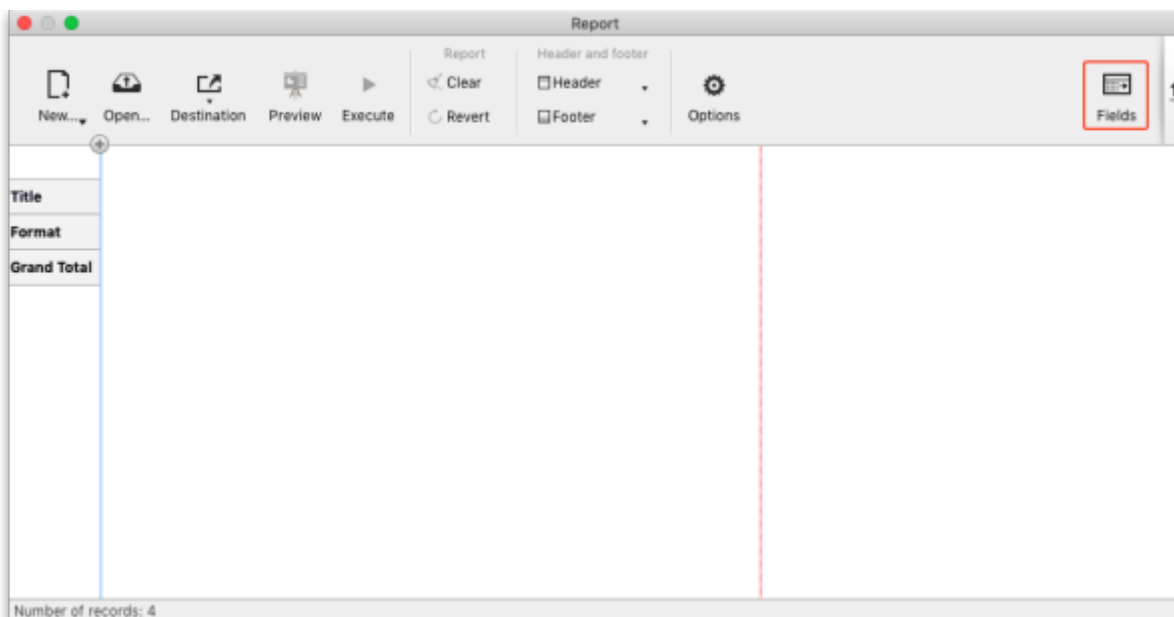 Report
Report
Header and footer
Clear
Header
New...
Open...
Destination
Preview
Execute
Revert
Footer
Options
Fields
Title
Format
Grand Total
Number of records: 4